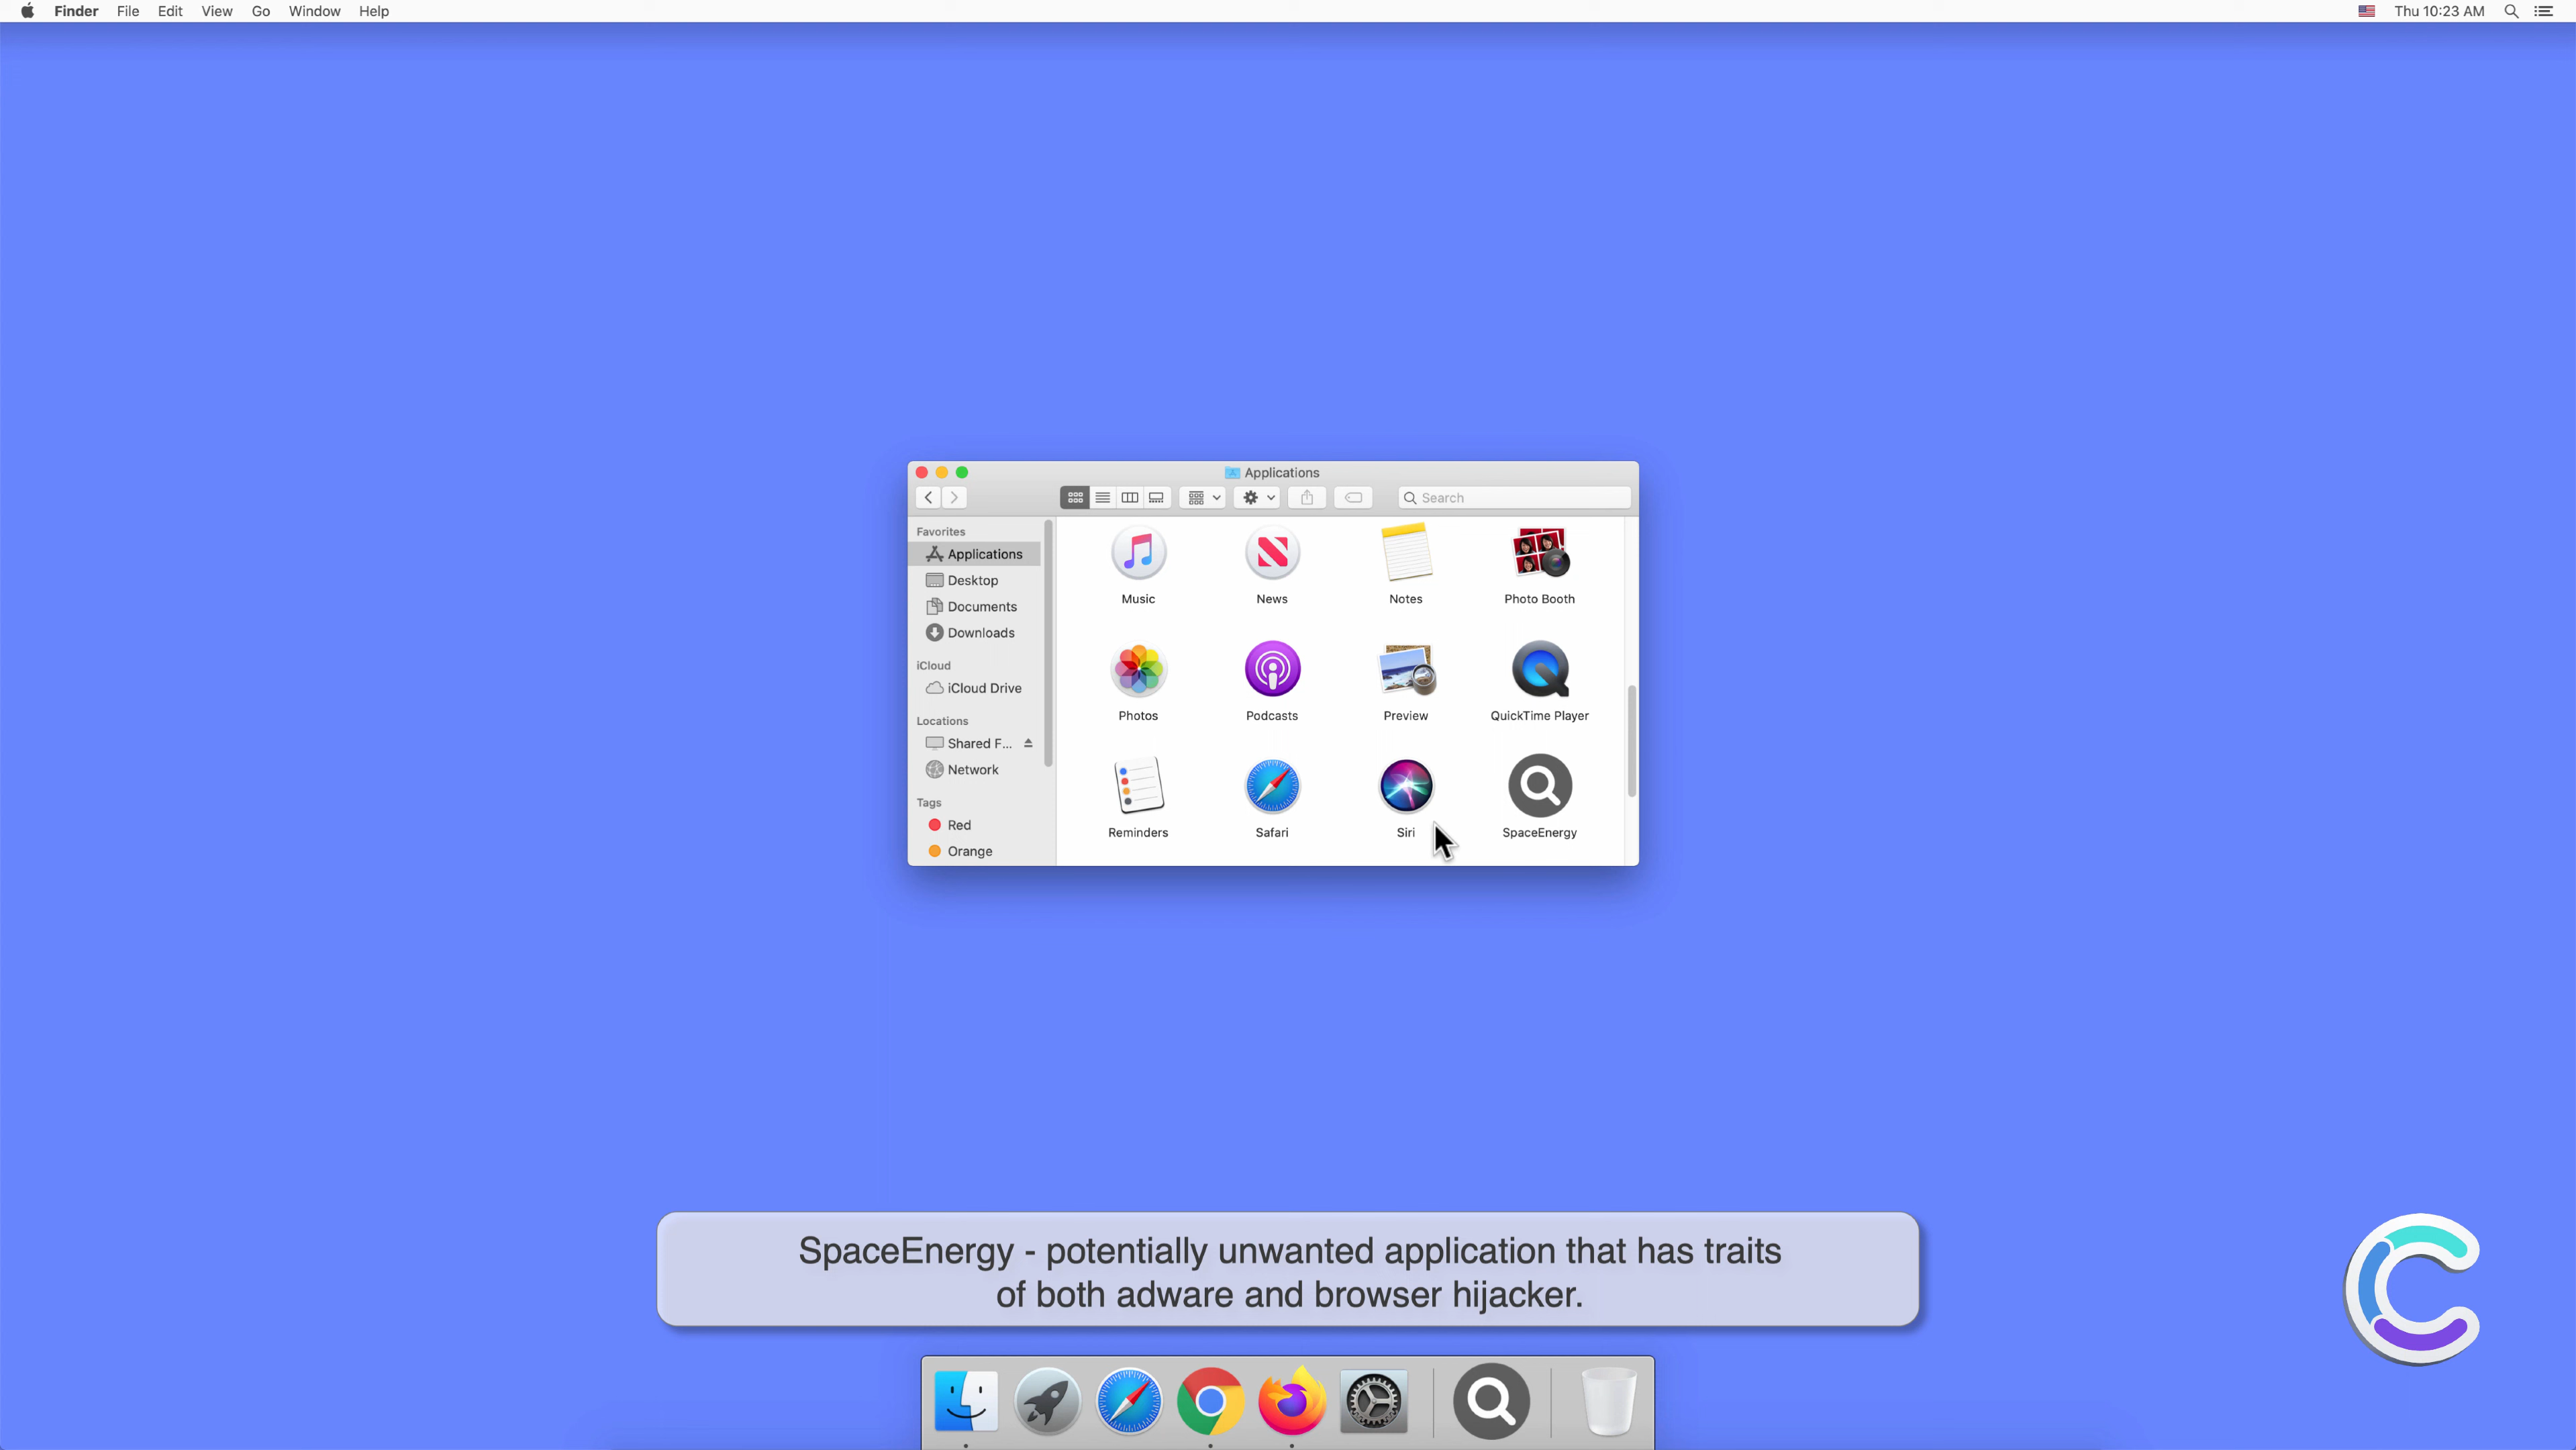 Finder File Edit View Go Window Help
Thu 10:23 AM
Applications
Search
Favorites
Applications
Desktop
Documents
Downloads
iCloud
iCloud Drive
Locations
Shared F...
Network
Tags
Red
Orange
Music News Notes Photo Booth
Photos Podcasts Preview QuickTime Player
Reminders Safari Siri SpaceEnergy
SpaceEnergy - potentially unwanted application that has traits
of both adware and browser hijacker.